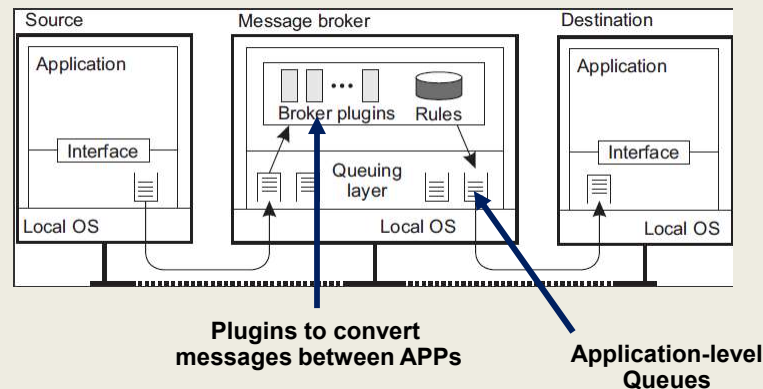 Source
Message broker
Destination
Application
Application
Broker plugins
Rules
Interface
Interface
Queuing
layer
Local OS
Local OS
Local OS
Plugins to convert
messages between APPs
Application-level
Queues